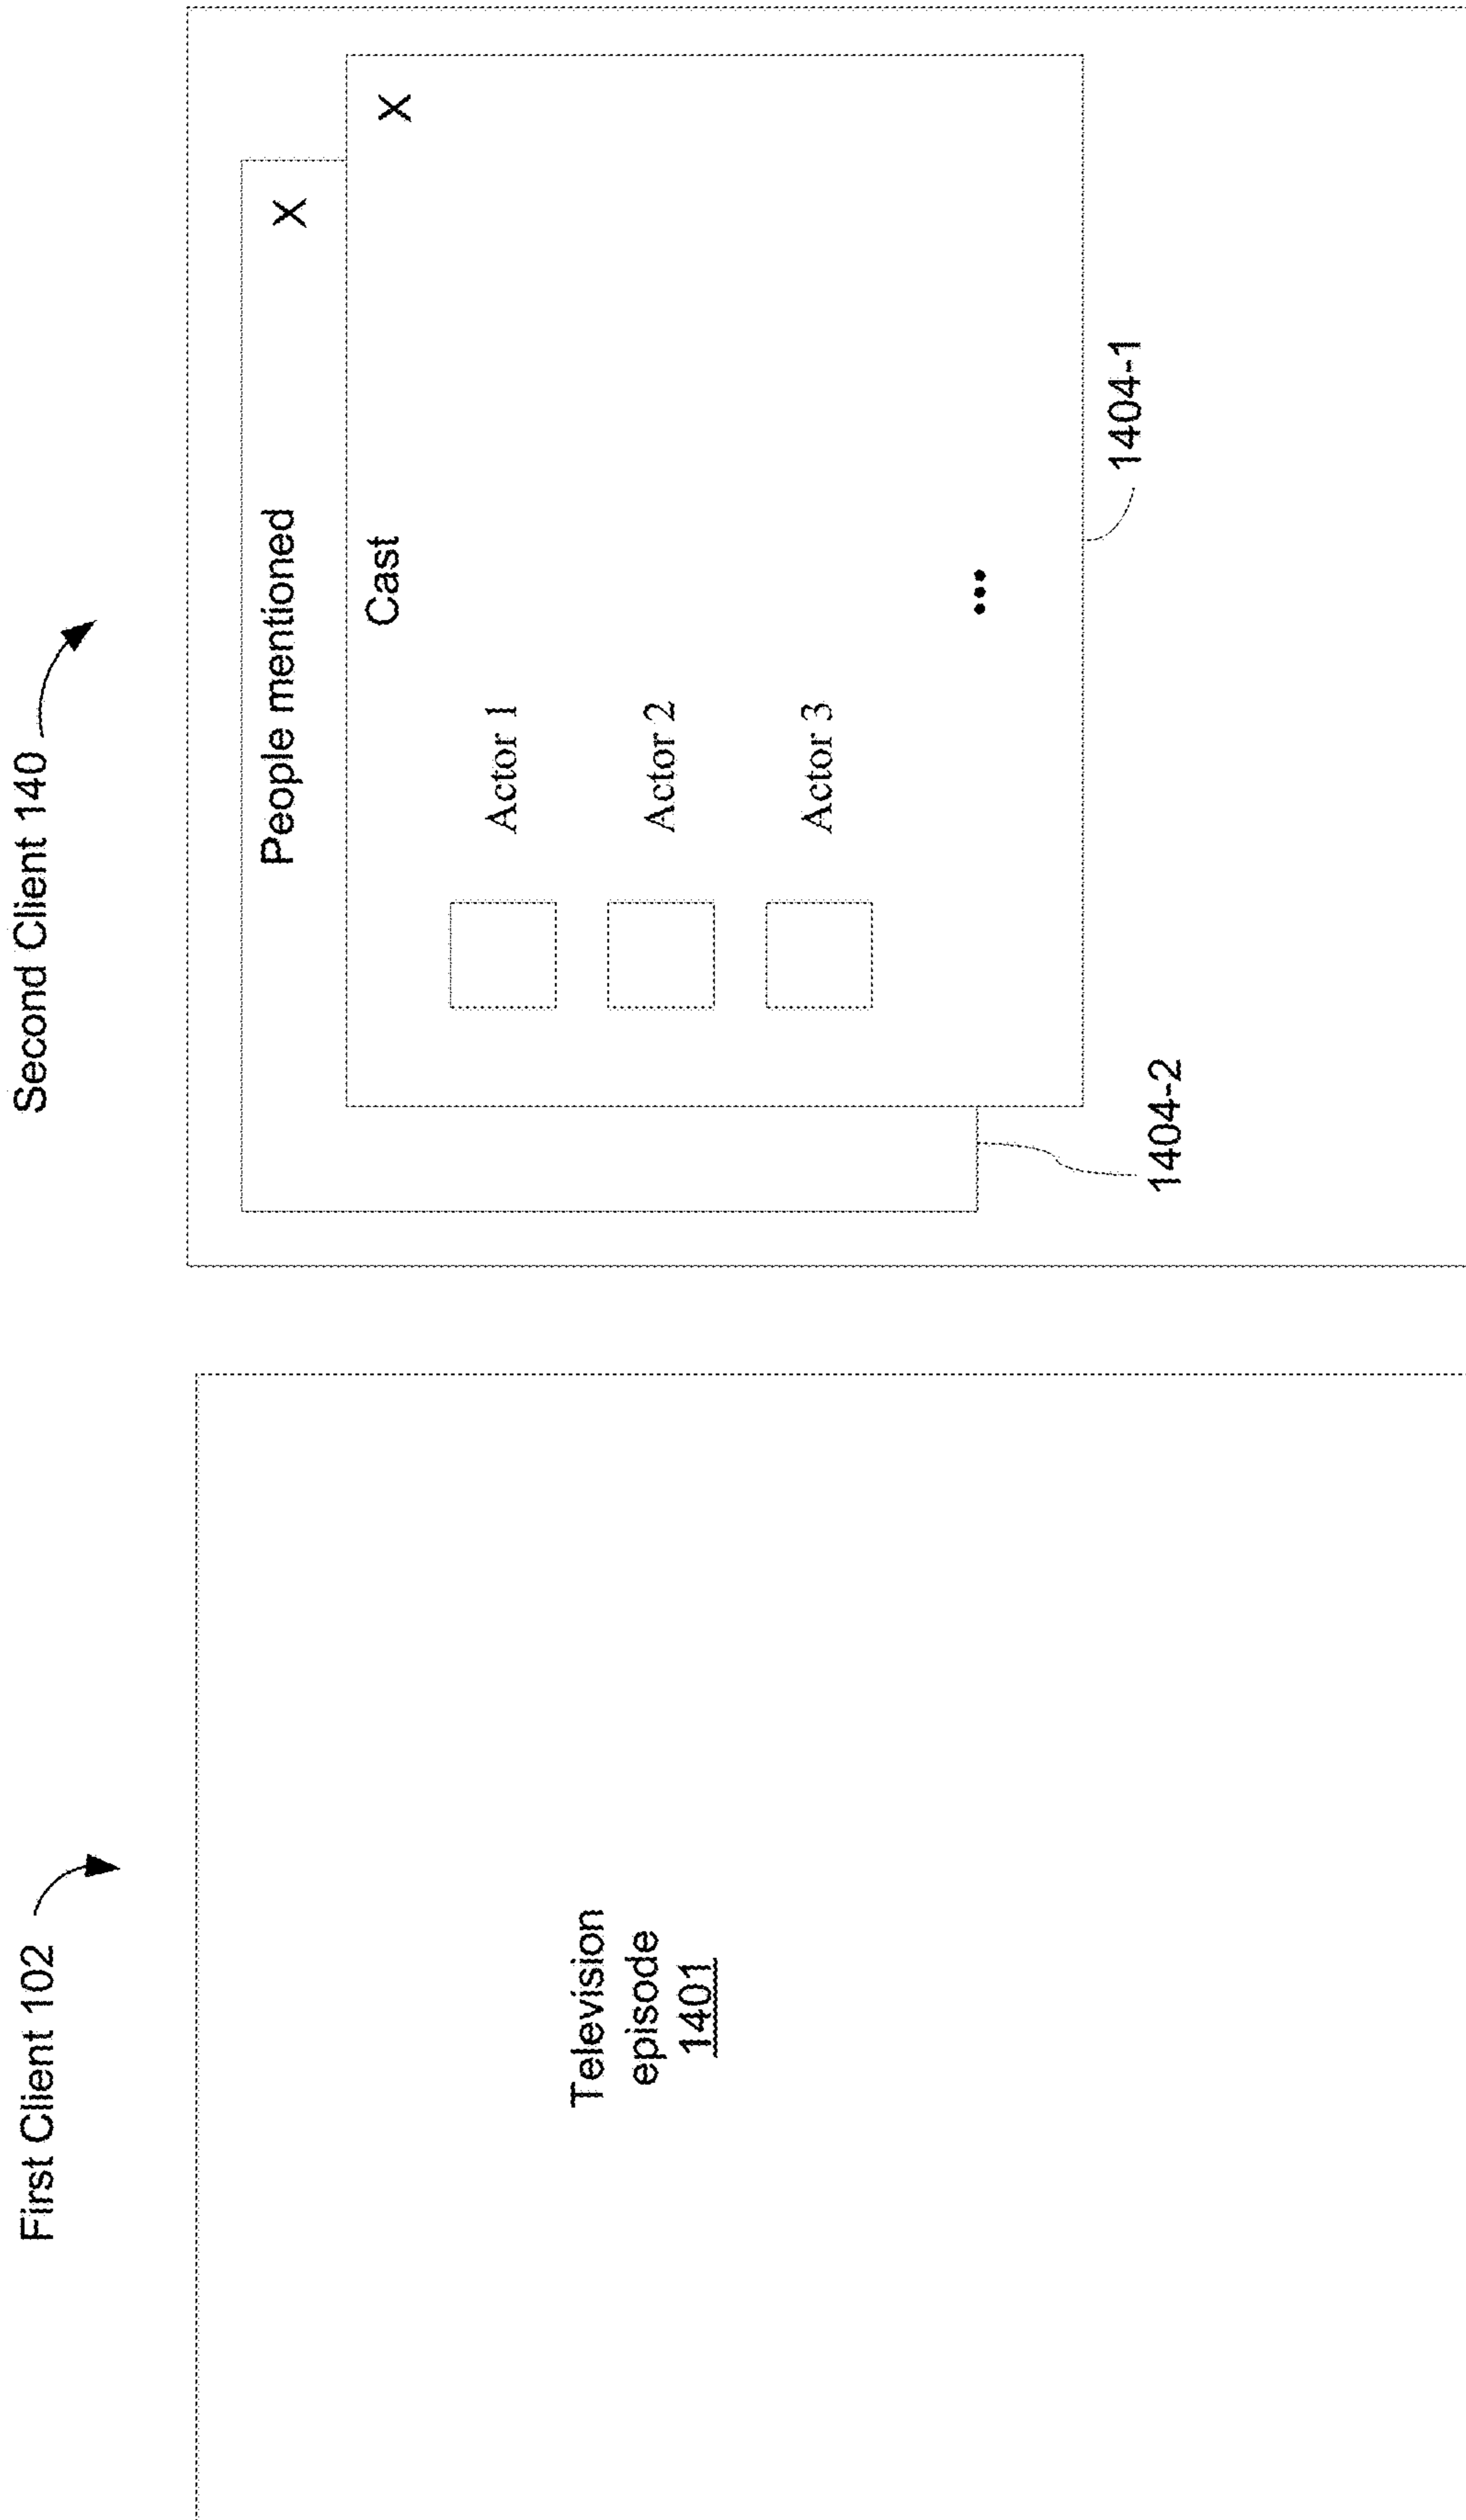 First Client 102
Television
episode
1401
Second Client 140
People mentioned
X
Cast
X
Actor 1
Actor 2
Actor 3
...
1404-1
1404-2